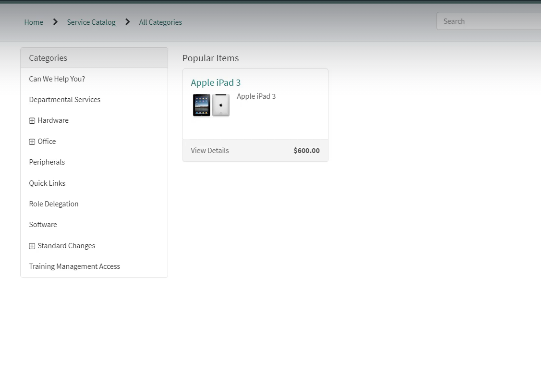 Home > Service Catalog > All Categories
Search
Categories
Can We Help You?
Departmental Services
Hardware
Office
Peripherals
Quick Links
Role Delegation
Software
Standard Changes
Training Management Access
Popular Items
Apple iPad 3
Apple iPad 3
View Details $600.00